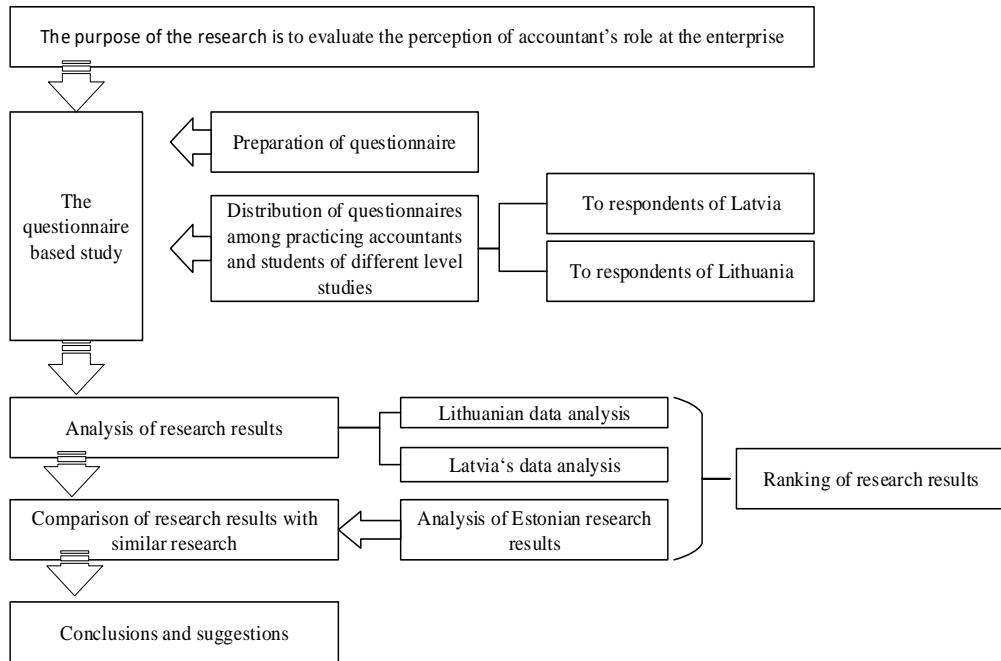 The purpose of the research is to evaluate the perception of accountant's role at the enterprise
The
questionnaire
based study
Preparation of questionnaire
Distribution of questionnaires
among practicing accountants
and students of different level
studies
To respondents of Latvia
To respondents of Lithuania
Analysis of research results
Lithuanian data analysis
Latvia‘s data analysis
Ranking of research results
Comparison of research results with
similar research
Analysis of Estonian research
results
Conclusions and suggestions